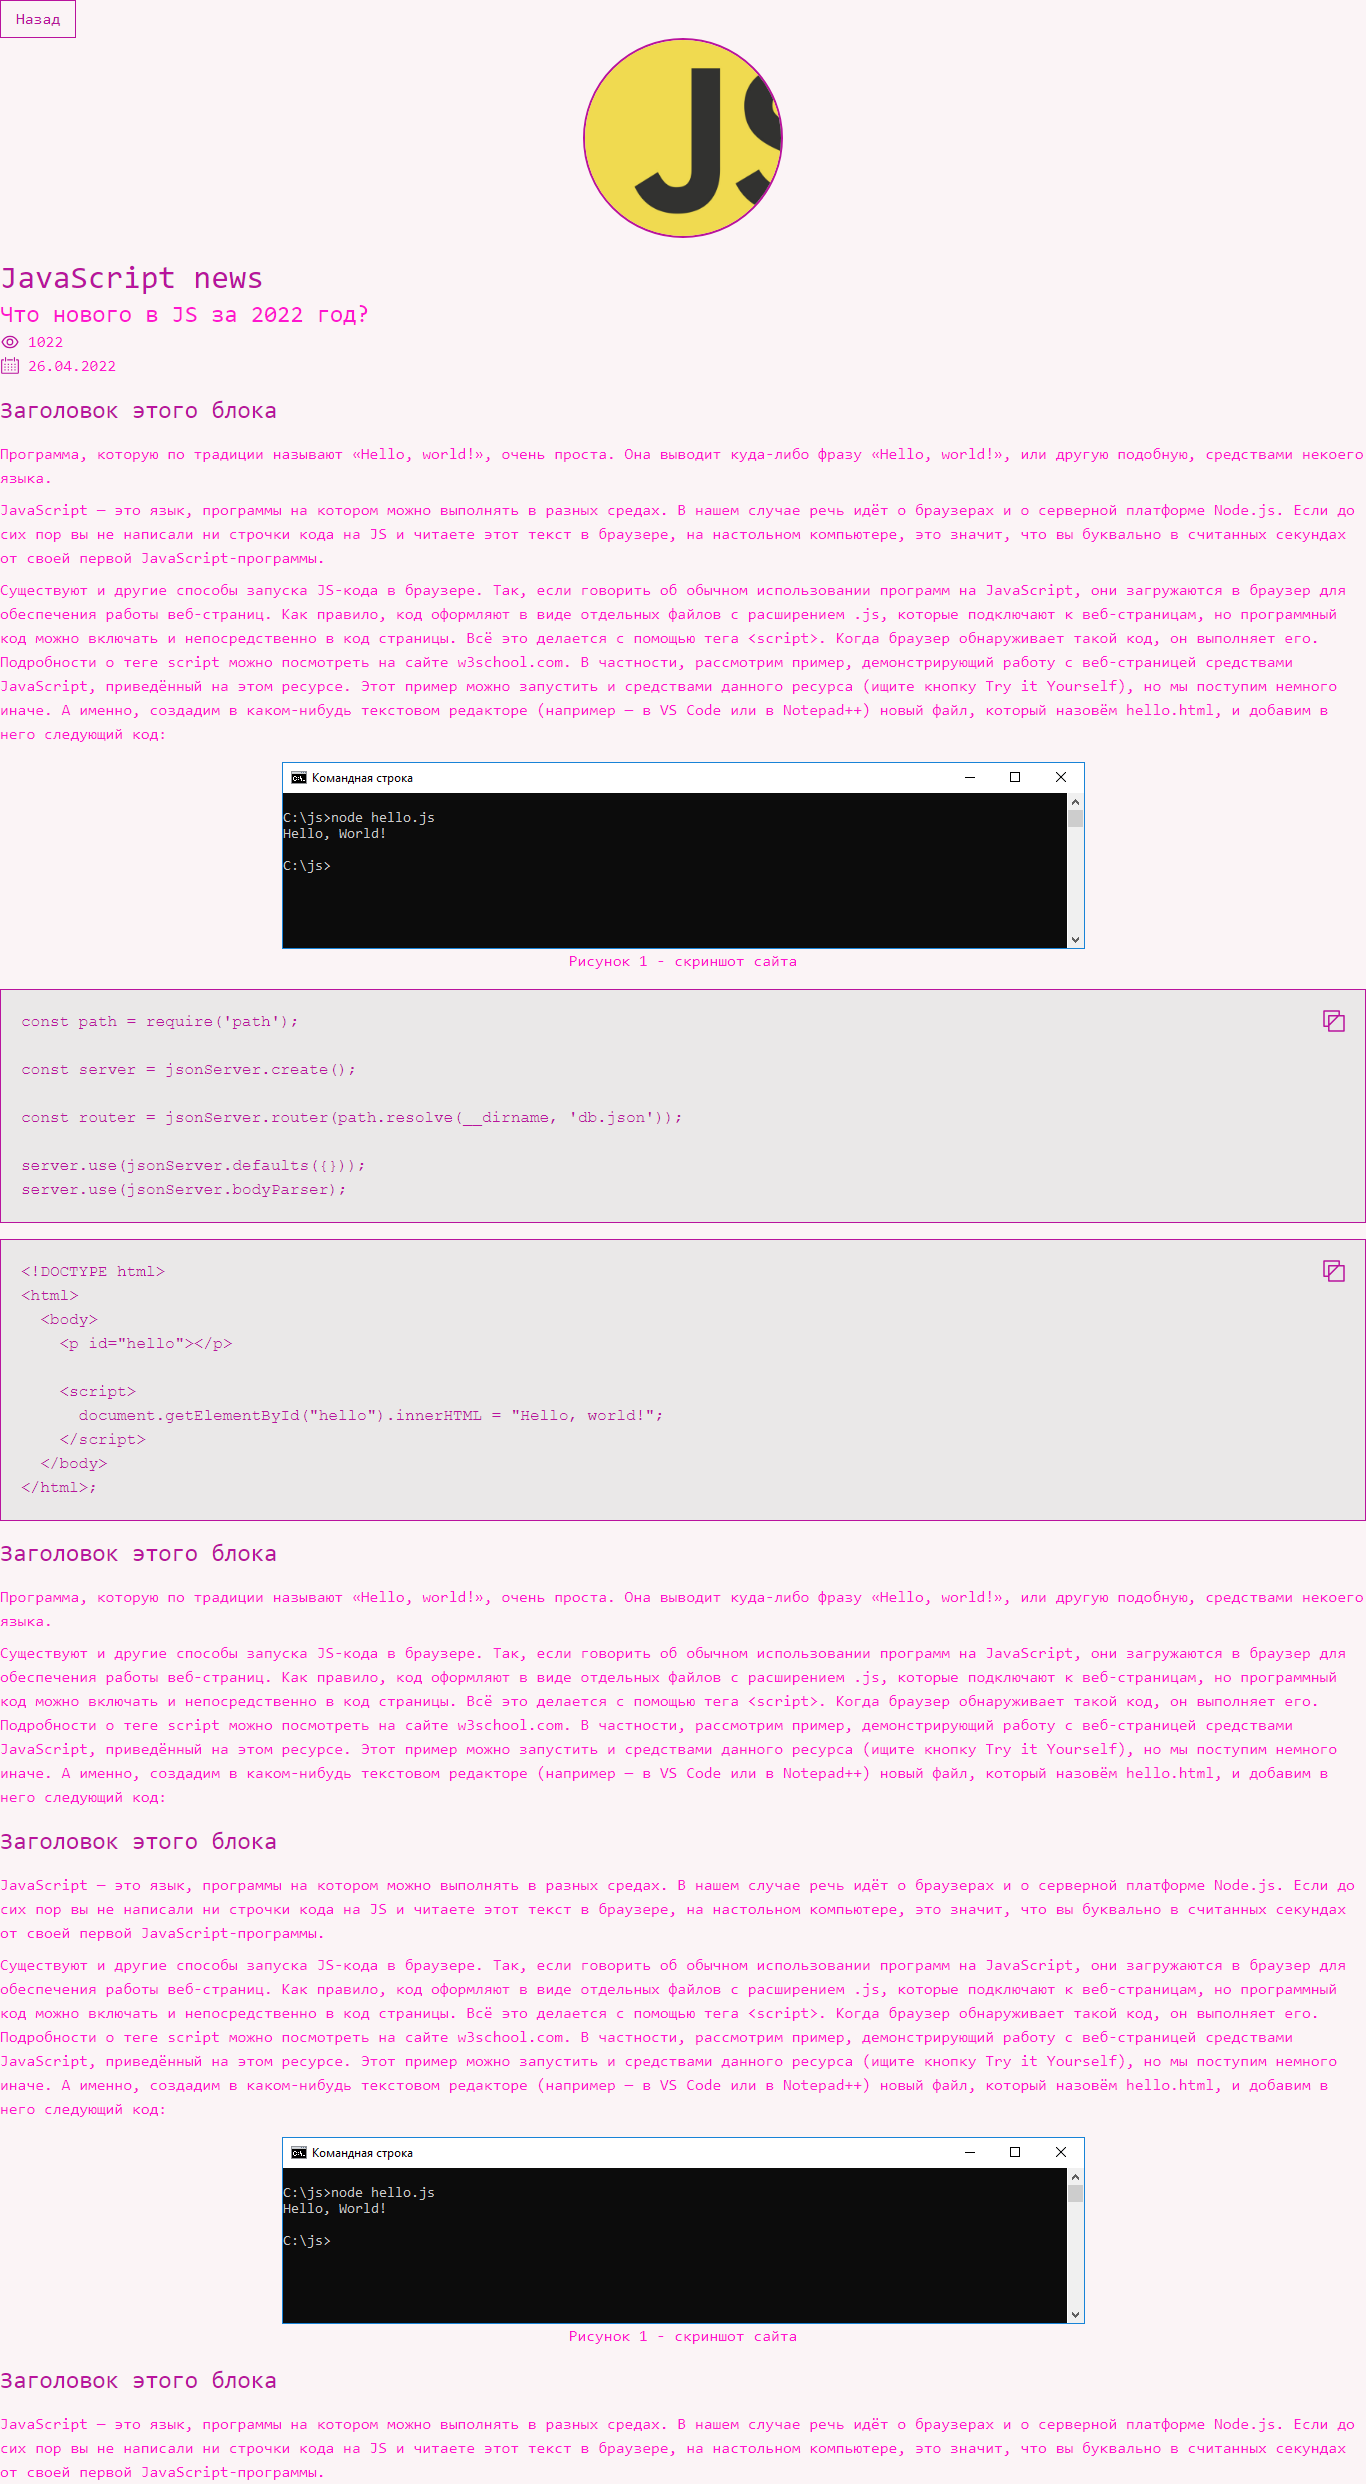 Назад
JS
JavaScript news
Что нового в JS за 2022 год?
1022
26.04.2022
Заголовок этого блока
Программа, которую по традиции называют «Hello, world!», очень проста. Она выводит куда-либо фразу «Hello, world!», или другую подобную, средствами некоего
языка.
JavaScript — это язык, программы на котором можно выполнять в разных средах. В нашем случае речь идёт о браузерах и о серверной платформе Node.js. Если до
сих пор вы не написали ни строчки кода на JS и читаете этот текст в браузере, на настольном компьютере, это значит, что вы буквально в считанных секундах
от своей первой JavaScript-программы.
Существуют и другие способы запуска JS-кода в браузере. Так, если говорить об обычном использовании программ на JavaScript, они загружаются в браузер для
обеспечения работы веб-страниц. Как правило, код оформляют в виде отдельных файлов с расширением .js, которые подключают к веб-страницам, но программный
код можно включать и непосредственно в код страницы. Всё это делается с помощью тега <script>. Когда браузер обнаруживает такой код, он выполняет его.
Подробности о теге script можно посмотреть на сайте w3school.com. В частности, рассмотрим пример, демонстрирующий работу с веб-страницей средствами
JavaScript, приведённый на этом ресурсе. Этот пример можно запустить и средствами данного ресурса (ищите кнопку Try it Yourself), но мы поступим немного
иначе. А именно, создадим в каком-нибудь текстовом редакторе (например — в VS Code или в Notepad++) новый файл, который назовём hello.html, и добавим в
него следующий код:
Командная строка
C:\js>node hello.js
Hello, World!
C:\js>
Рисунок 1 - скриншот сайта
const path = require('path');
const server = jsonServer.create();
const router = jsonServer.router(path.resolve(__dirname, 'db.json'));
server.use(jsonServer.defaults({}));
server.use(jsonServer.bodyParser);
<!DOCTYPE html>
<html>
  <body>
    <p id="hello"></p>
    <script>
      document.getElementById("hello").innerHTML = "Hello, world!";
    </script>
  </body>
</html>;
Заголовок этого блока
Программа, которую по традиции называют «Hello, world!», очень проста. Она выводит куда-либо фразу «Hello, world!», или другую подобную, средствами некоего
языка.
Существуют и другие способы запуска JS-кода в браузере. Так, если говорить об обычном использовании программ на JavaScript, они загружаются в браузер для
обеспечения работы веб-страниц. Как правило, код оформляют в виде отдельных файлов с расширением .js, которые подключают к веб-страницам, но программный
код можно включать и непосредственно в код страницы. Всё это делается с помощью тега <script>. Когда браузер обнаруживает такой код, он выполняет его.
Подробности о теге script можно посмотреть на сайте w3school.com. В частности, рассмотрим пример, демонстрирующий работу с веб-страницей средствами
JavaScript, приведённый на этом ресурсе. Этот пример можно запустить и средствами данного ресурса (ищите кнопку Try it Yourself), но мы поступим немного
иначе. А именно, создадим в каком-нибудь текстовом редакторе (например — в VS Code или в Notepad++) новый файл, который назовём hello.html, и добавим в
него следующий код:
Заголовок этого блока
JavaScript — это язык, программы на котором можно выполнять в разных средах. В нашем случае речь идёт о браузерах и о серверной платформе Node.js. Если до
сих пор вы не написали ни строчки кода на JS и читаете этот текст в браузере, на настольном компьютере, это значит, что вы буквально в считанных секундах
от своей первой JavaScript-программы.
Существуют и другие способы запуска JS-кода в браузере. Так, если говорить об обычном использовании программ на JavaScript, они загружаются в браузер для
обеспечения работы веб-страниц. Как правило, код оформляют в виде отдельных файлов с расширением .js, которые подключают к веб-страницам, но программный
код можно включать и непосредственно в код страницы. Всё это делается с помощью тега <script>. Когда браузер обнаруживает такой код, он выполняет его.
Подробности о теге script можно посмотреть на сайте w3school.com. В частности, рассмотрим пример, демонстрирующий работу с веб-страницей средствами
JavaScript, приведённый на этом ресурсе. Этот пример можно запустить и средствами данного ресурса (ищите кнопку Try it Yourself), но мы поступим немного
иначе. А именно, создадим в каком-нибудь текстовом редакторе (например — в VS Code или в Notepad++) новый файл, который назовём hello.html, и добавим в
него следующий код:
Командная строка
C:\js>node hello.js
Hello, World!
C:\js>
Рисунок 1 - скриншот сайта
Заголовок этого блока
JavaScript — это язык, программы на котором можно выполнять в разных средах. В нашем случае речь идёт о браузерах и о серверной платформе Node.js. Если до
сих пор вы не написали ни строчки кода на JS и читаете этот текст в браузере, на настольном компьютере, это значит, что вы буквально в считанных секундах
от своей первой JavaScript-программы.